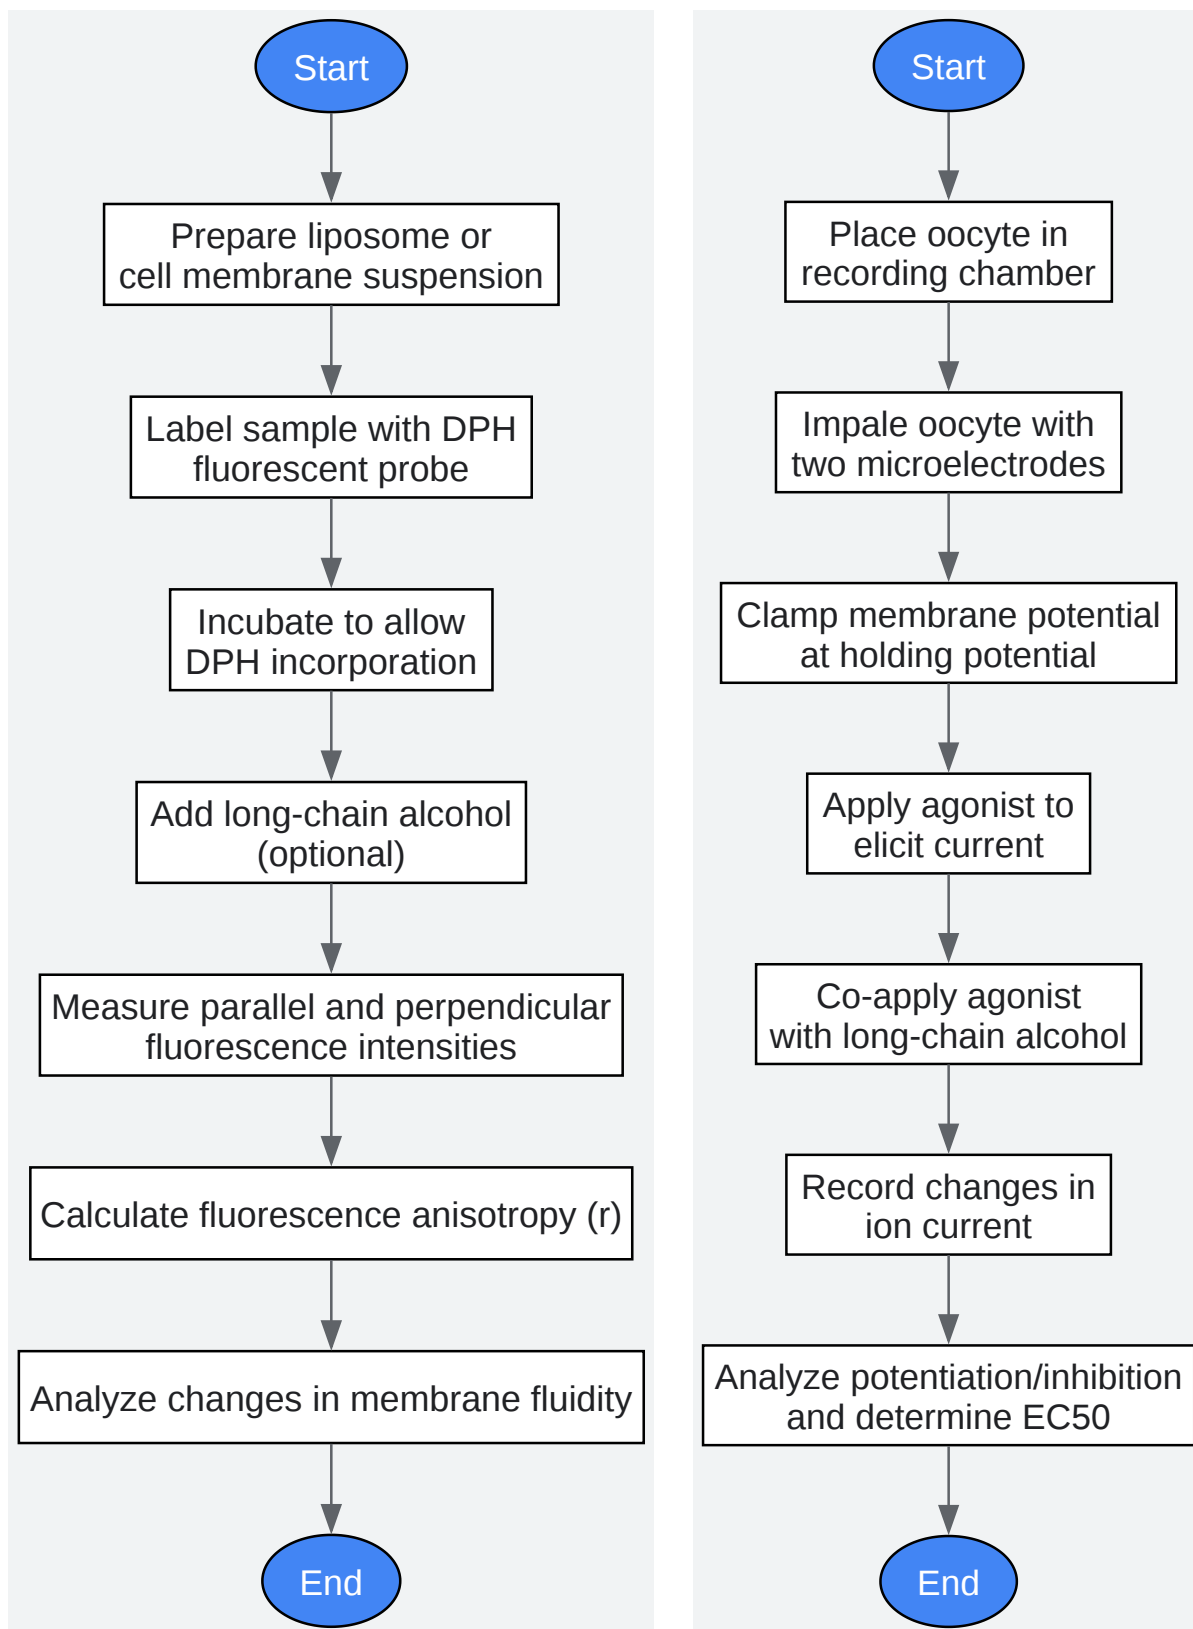 Start
Prepare liposome or
cell membrane suspension
Label sample with DPH
fluorescent probe
Incubate to allow
DPH incorporation
Add long-chain alcohol
(optional)
Measure parallel and perpendicular
fluorescence intensities
Calculate fluorescence anisotropy (r)
Analyze changes in membrane fluidity
End
Start
Place oocyte in
recording chamber
Impale oocyte with
two microelectrodes
Clamp membrane potential
at holding potential
Apply agonist to
elicit current
Co-apply agonist
with long-chain alcohol
Record changes in
ion current
Analyze potentiation/inhibition
and determine EC50
End